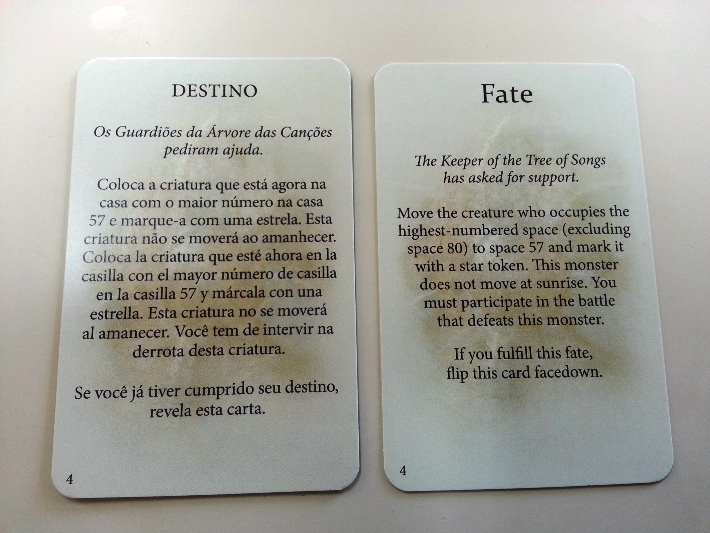 DESTINO
Os Guardiões da Árvore das Canções
pediram ajuda.
Coloca a criatura que está agora na
casa com o maior número na casa
57 e marque-a com uma estrela. Esta
criatura não se moverá ao amanhecer.
Coloca la criatura que esté ahora en la
casilla con el mayor número de casilla
en la casilla 57 y márcala con una
estrella. Esta criatura no se moverá
al amanecer. Você tem de intervir na
derrota desta criatura.
Se você já tiver cumprido seu destino,
revela esta carta.
4
Fate
The Keeper of the Tree of Songs
has asked for support.
Move the creature who occupies the
highest-numbered space (excluding
space 80) to space 57 and mark it
with a star token. This monster
does not move at sunrise. You
must participate in the battle
that defeats this monster.
If you fulfill this fate,
flip this card facedown.
4